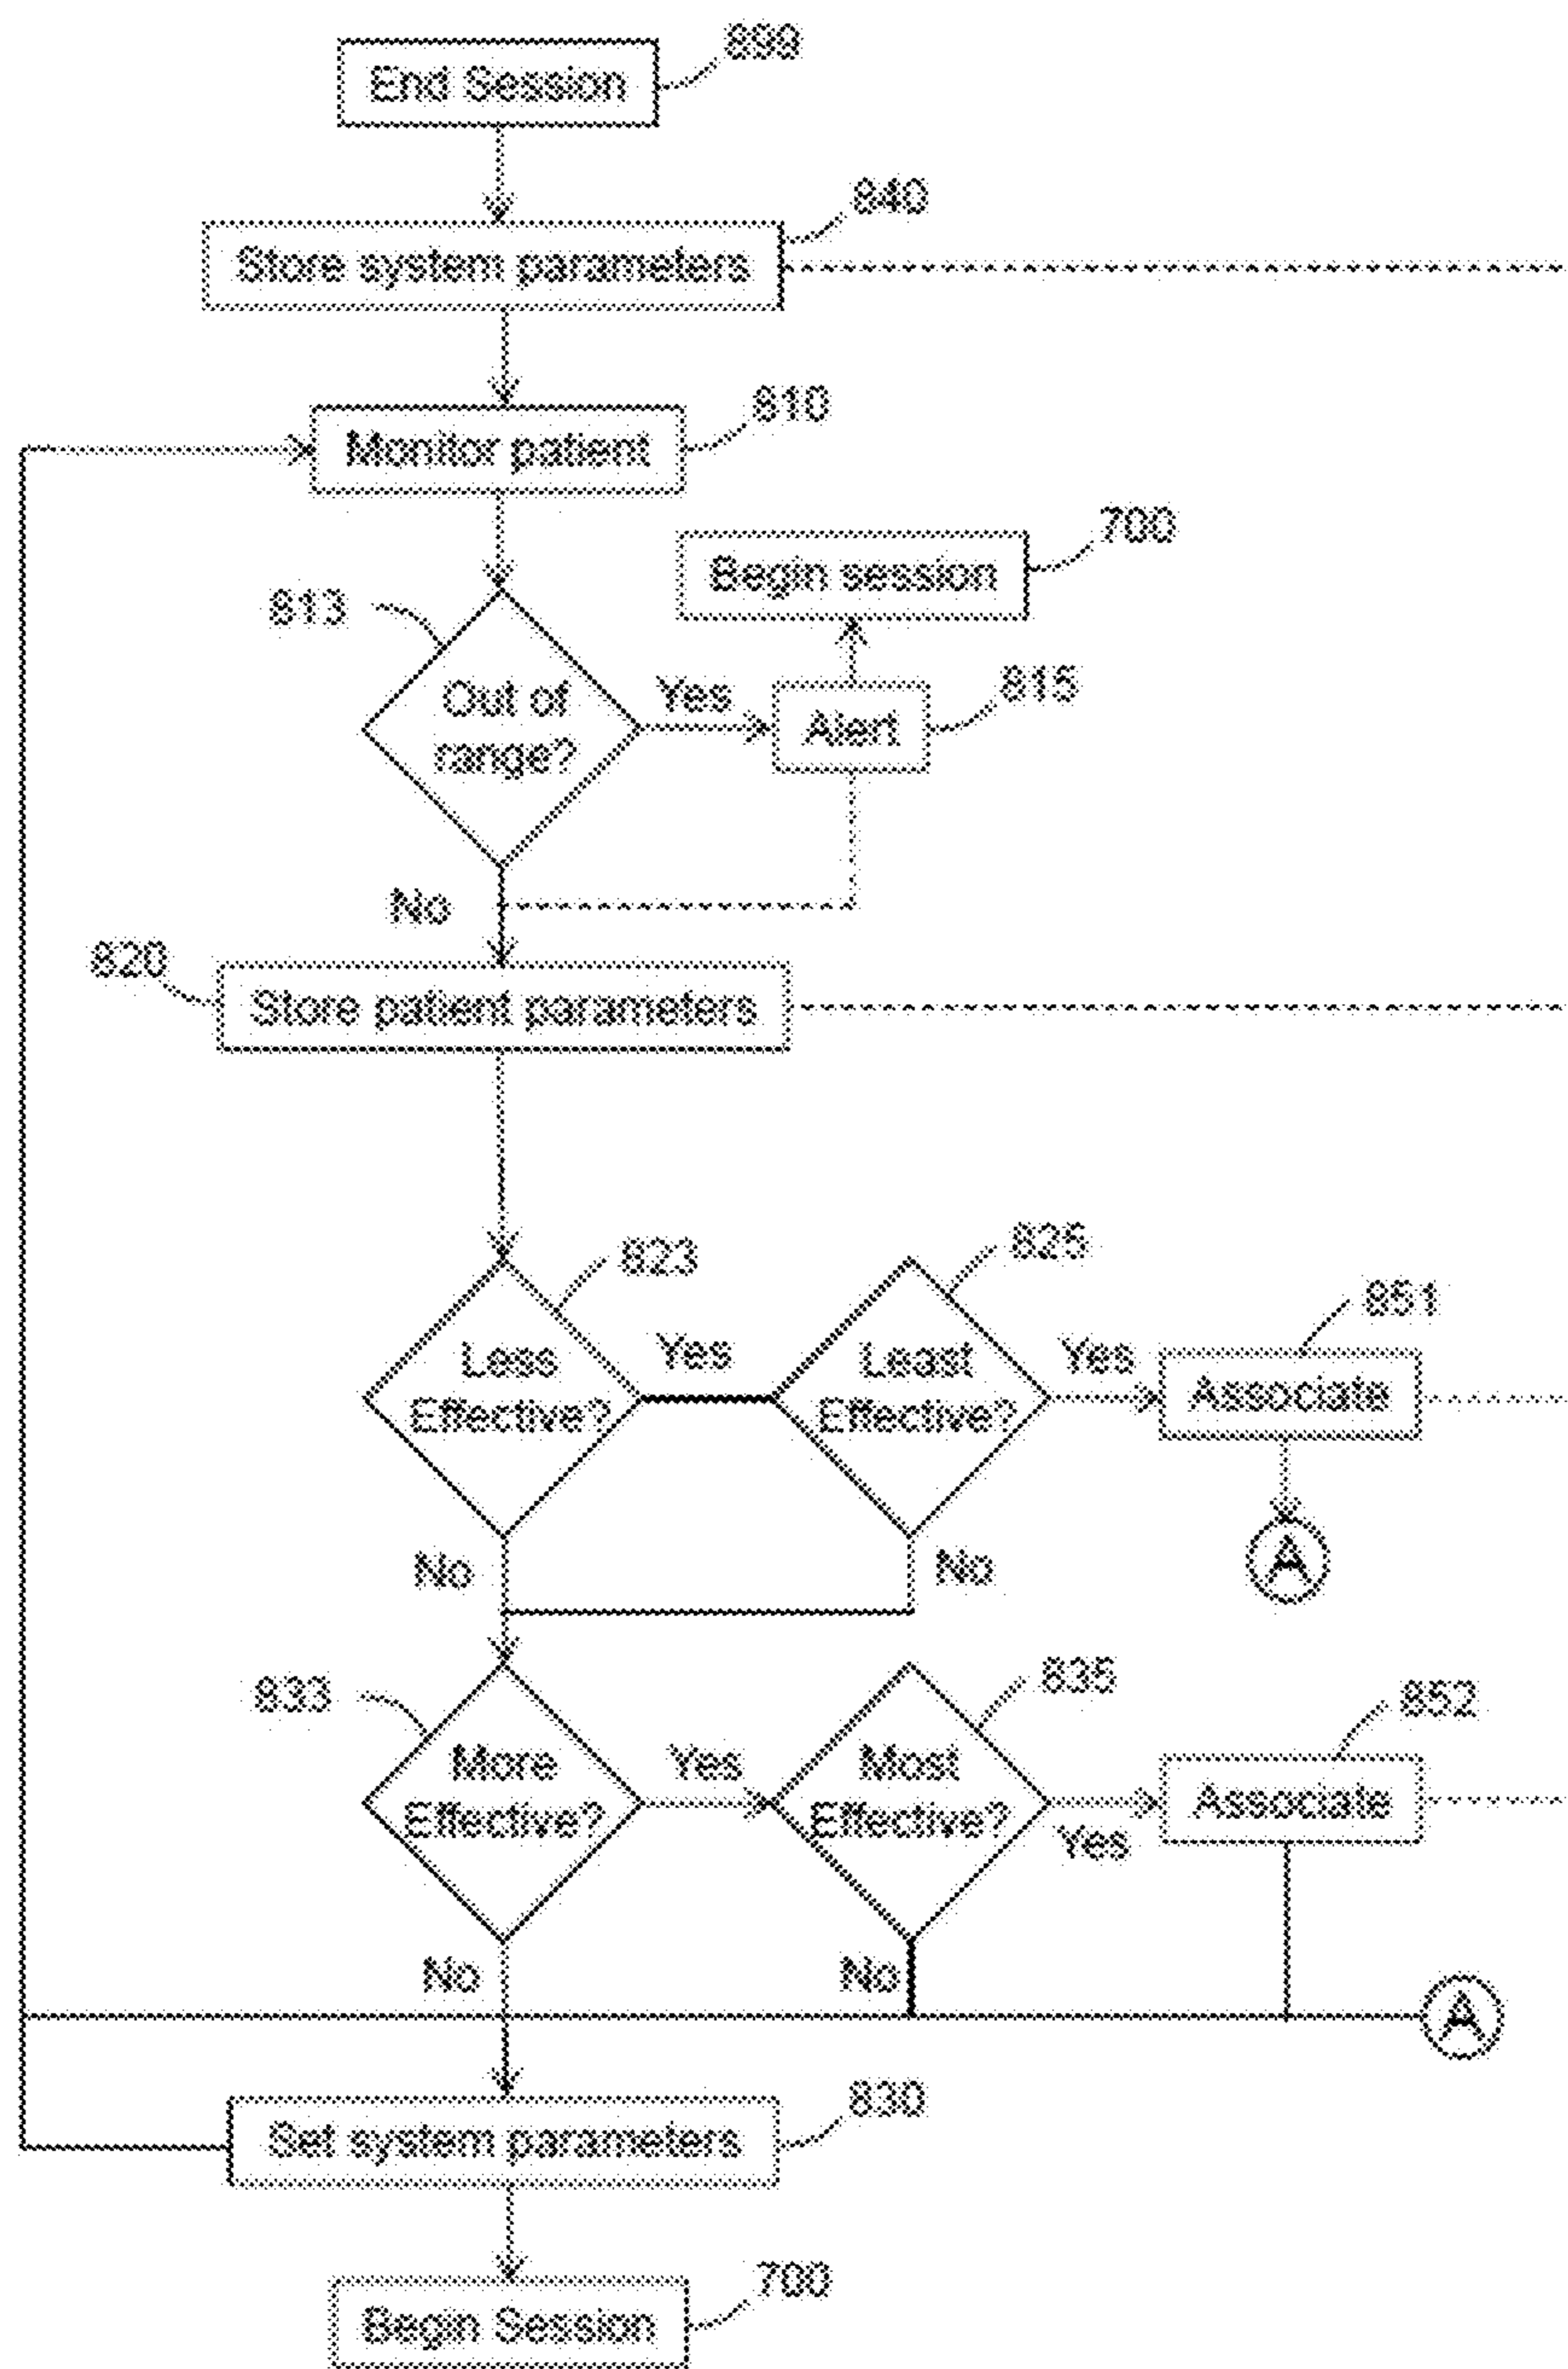 End Session
899
840
Store system parameters
810
Monitor patient
700
Begin session
813
815
Out of
range?
Yes
Alert
No
820
Store patient parameters
823
825
851
Less
Effective?
Yes
Least
Effective?
Yes
Associate
No
No
A
833
835
852
More
Effective?
Yes
Most
Effective?
Yes
Associate
No
No
A
830
Set system parameters
700
Begin Session